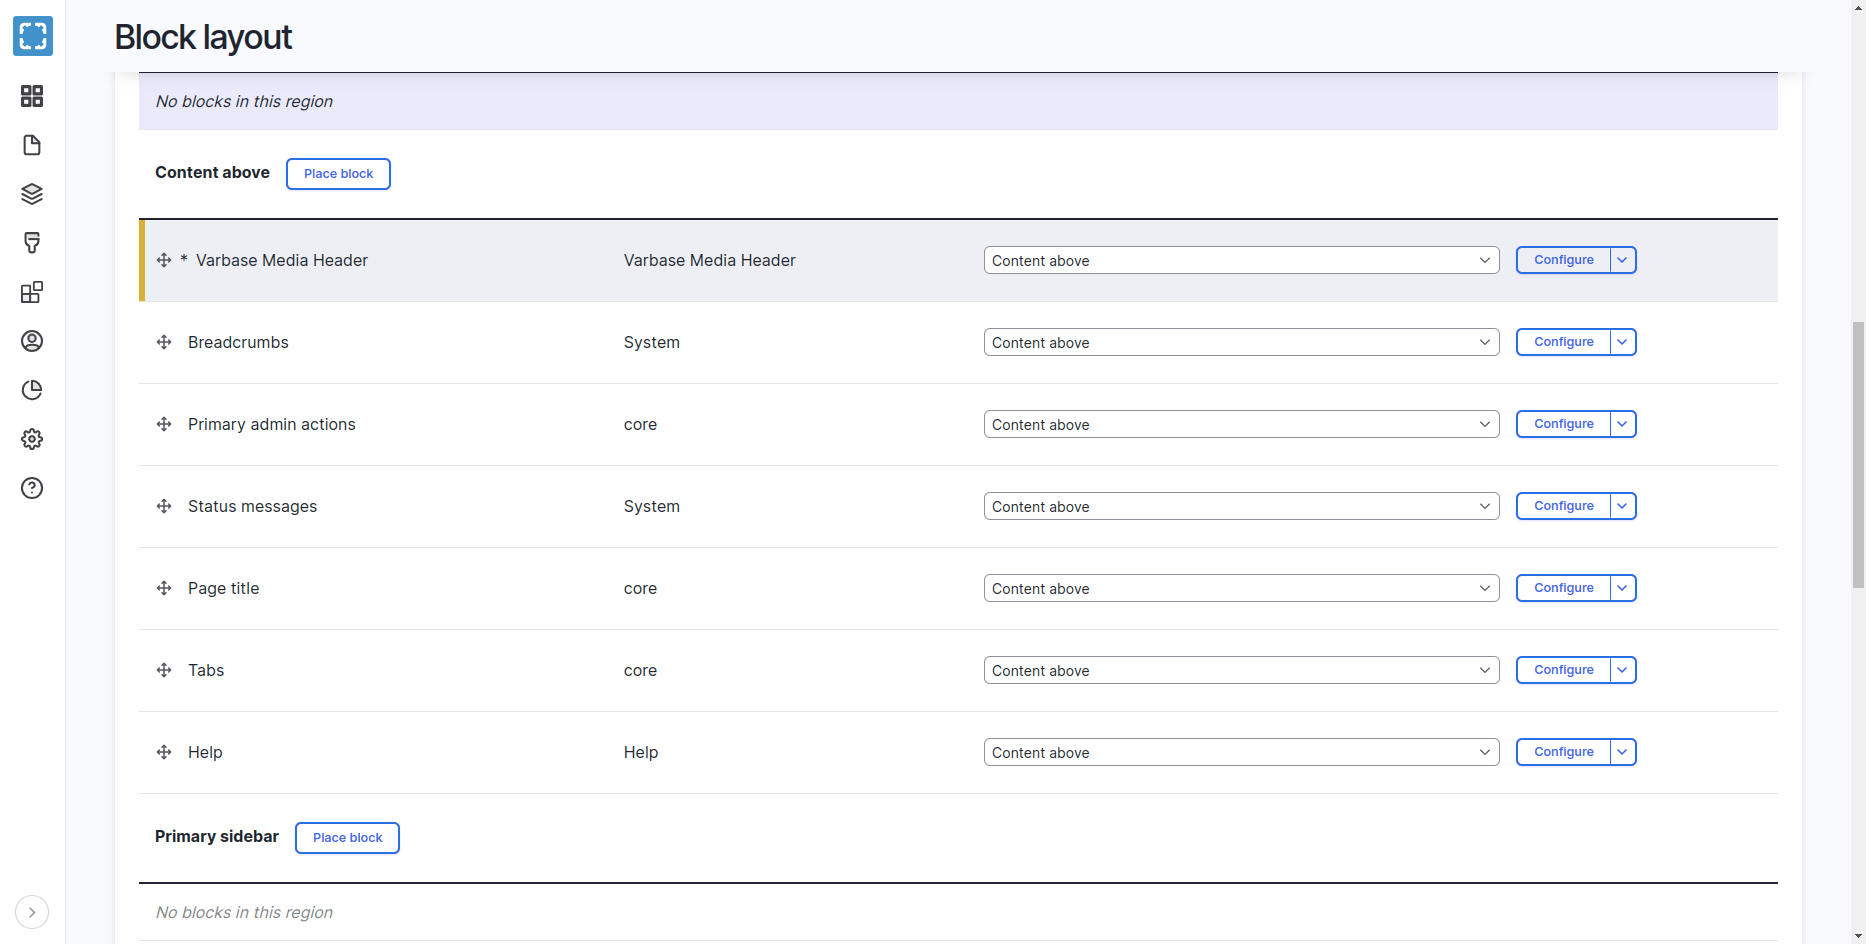 Block layout
No blocks in this region
Content above Place block
* Varbase Media Header Varbase Media Header Content above Configure
Breadcrumbs System Content above Configure
Primary admin actions core Content above Configure
Status messages System Content above Configure
Page title core Content above Configure
Tabs core Content above Configure
Help Help Content above Configure
Primary sidebar Place block
No blocks in this region